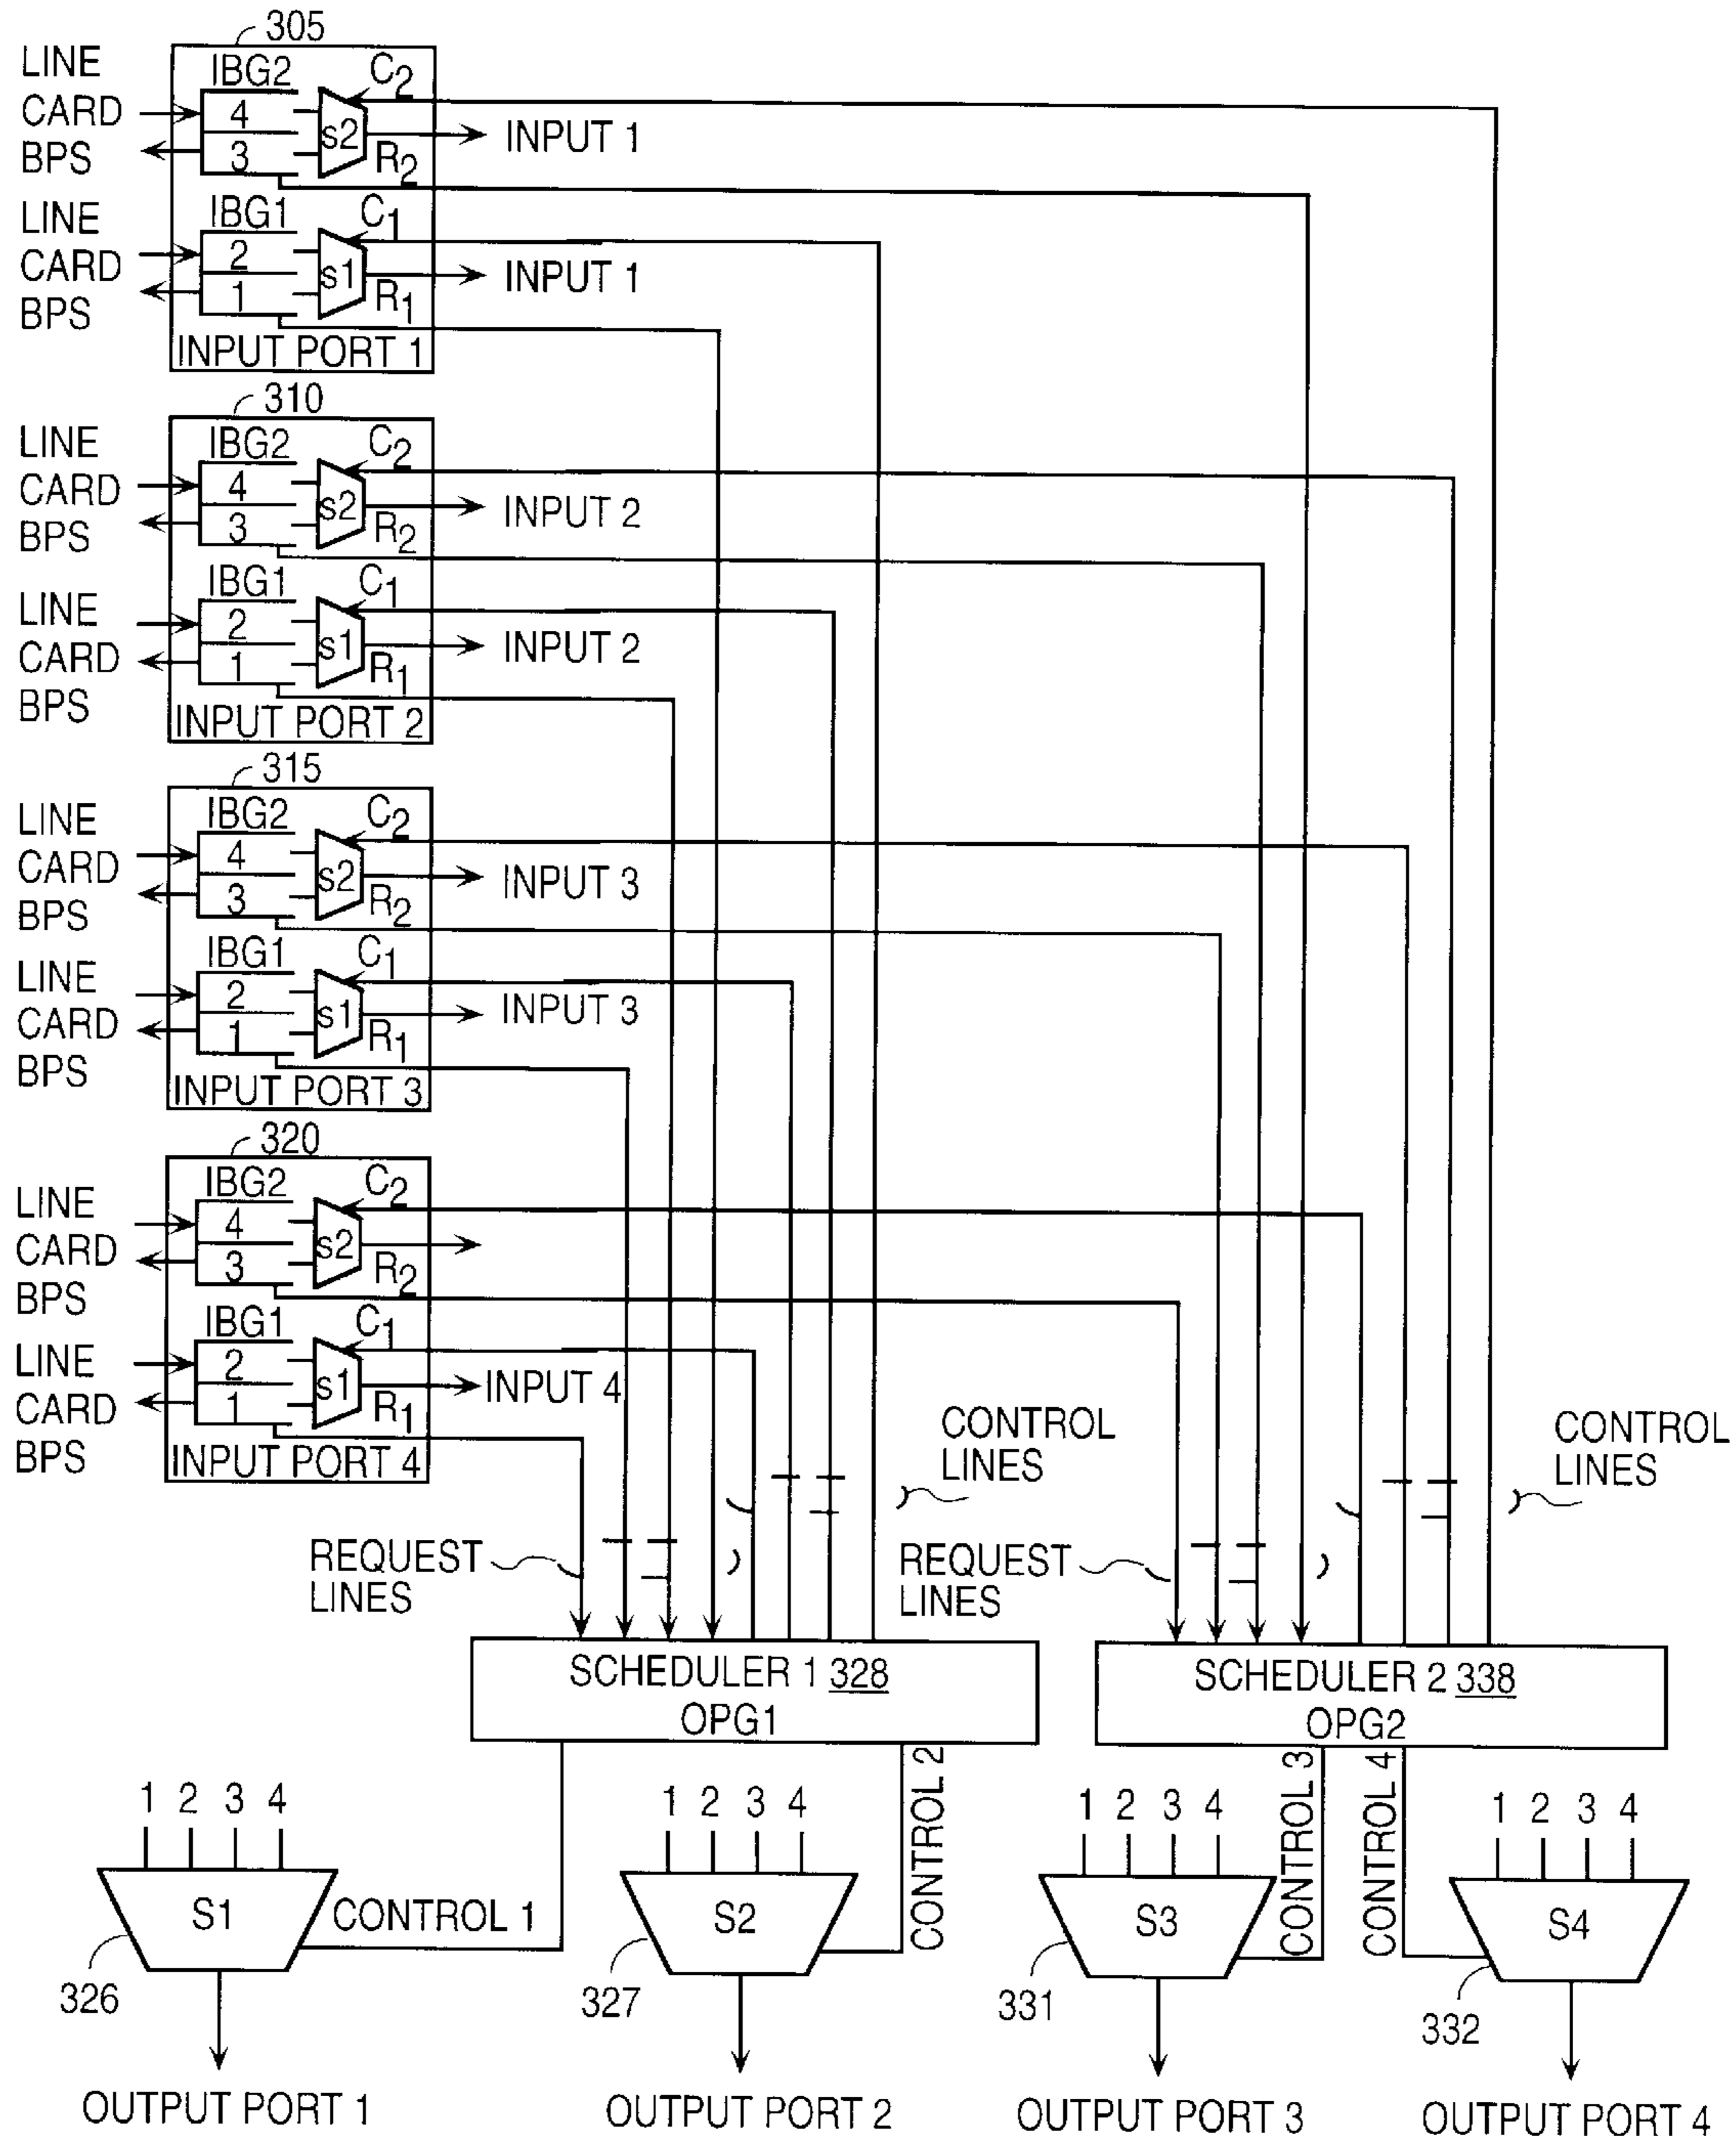 305
LINE
CARD
BPS
IBG2
4
3
s2
C2
R2
INPUT 1
LINE
CARD
BPS
IBG1
2
1
s1
C1
R1
INPUT 1
INPUT PORT 1
310
LINE
CARD
BPS
IBG2
4
3
s2
C2
R2
INPUT 2
LINE
CARD
BPS
IBG1
2
1
s1
C1
R1
INPUT 2
INPUT PORT 2
315
LINE
CARD
BPS
IBG2
4
3
s2
C2
R2
INPUT 3
LINE
CARD
BPS
IBG1
2
1
s1
C1
R1
INPUT 3
INPUT PORT 3
320
LINE
CARD
BPS
IBG2
4
3
s2
C2
R2
LINE
CARD
BPS
IBG1
2
1
s1
C1
R1
INPUT 4
INPUT PORT 4
CONTROL
LINES
CONTROL
LINES
REQUEST
LINES
REQUEST
LINES
SCHEDULER 1 328
OPG1
SCHEDULER 2 338
OPG2
1 2 3 4
S1
CONTROL 1
326
OUTPUT PORT 1
1 2 3 4
S2
CONTROL 2
327
OUTPUT PORT 2
1 2 3 4
S3
CONTROL 3
331
OUTPUT PORT 3
CONTROL 4
1 2 3 4
S4
332
OUTPUT PORT 4